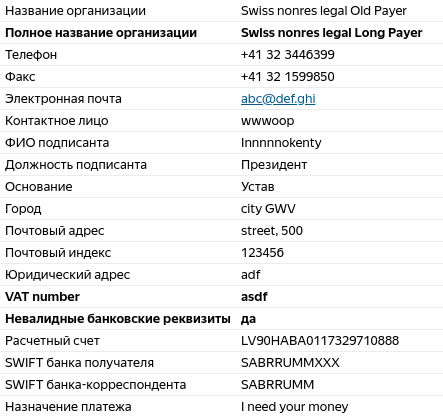 Название организации Swiss nonres legal Old Payer
Полное название организации Swiss nonres legal Long Payer
Телефон +41 32 3446399
Факс +41 32 1599850
Электронная почта abc@def.ghi
Контактное лицо wwwoop
ФИО подписанта Innnnnokenty
Должность подписанта Президент
Основание Устав
Город city GWV
Почтовый адрес street, 500
Почтовый индекс 123456
Юридический адрес adf
VAT number asdf
Невалидные банковские реквизиты да
Расчетный счет LV90HABA0117329710888
SWIFT банка получателя SABRRUMMXXX
SWIFT банка-корреспондента SABRRUMM
Назначение платежа I need your money